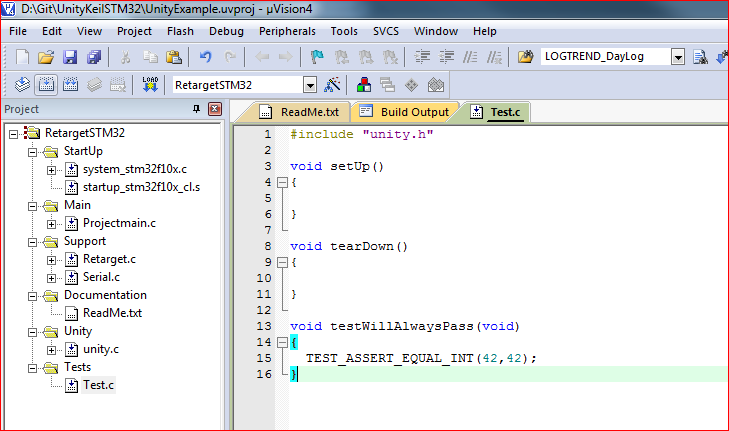 D:\Git\UnityKeilSTM32\UnityExample.uvproj - µVision4
File Edit View Project Flash Debug Peripherals Tools SVCS Window Help
LOGTREND_DayLog
LOAD
RetargetSTM32
Project
ReadMe.txt
Build Output
Test.c
RetargetSTM32
StartUp
system_stm32f10x.c
startup_stm32f10x_cl.s
Main
Projectmain.c
Support
Retarget.c
Serial.c
Documentation
ReadMe.txt
Unity
unity.c
Tests
Test.c
1 #include "unity.h"
2
3 void setUp()
4 {
5
6 }
7
8 void tearDown()
9 {
10
11 }
12
13 void testWillAlwaysPass(void)
14 {
15 TEST_ASSERT_EQUAL_INT(42,42);
16 }